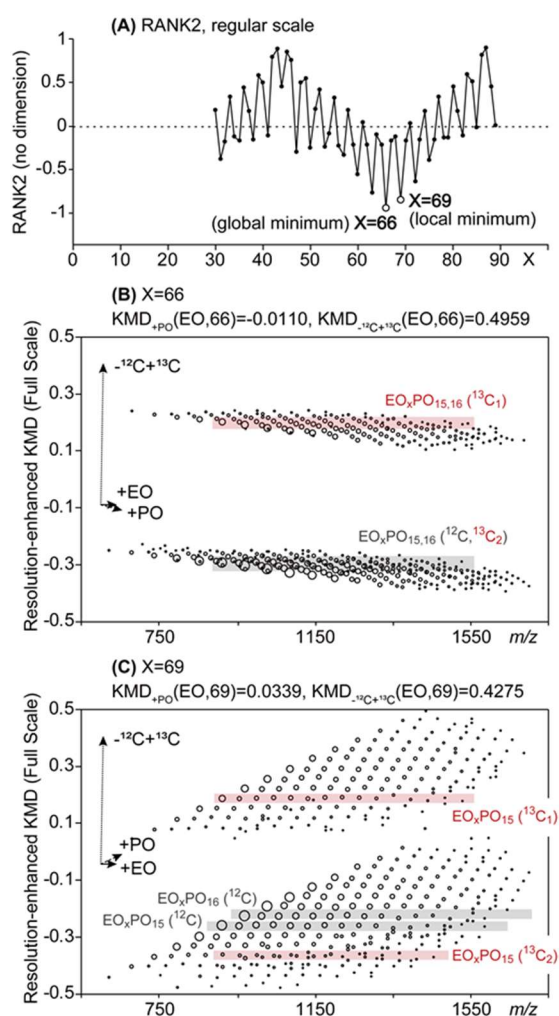 (A) RANK2, regular scale
RANK2 (no dimension)
1
0.5
0
-0.5
-1
X=69
(global minimum) X=66 (local minimum)
0 10 20 30 40 50 60 70 80 90 X
(B) X=66
KMD+PO(EO,66)=-0.0110, KMD-12C+13C(EO,66)=0.4959
Resolution-enhanced KMD (Full Scale)
0.5
-12C+13C
0.3
EOxPO15,16 (13C1)
0.1
+EO
-0.1
+PO
EOxPO15,16 (12C,13C2)
-0.3
-0.5
750 1150 1550 m/z
(C) X=69
KMD+PO(EO,69)=0.0339, KMD-12C+13C(EO,69)=0.4275
Resolution-enhanced KMD (Full Scale)
0.5
-12C+13C
0.3
0.1
EOxPO15 (13C1)
+PO
+EO
-0.1
EOxPO16 (12C)
EOxPO15 (12C)
-0.3
EOxPO15 (13C2)
-0.5
750 1150 1550 m/z